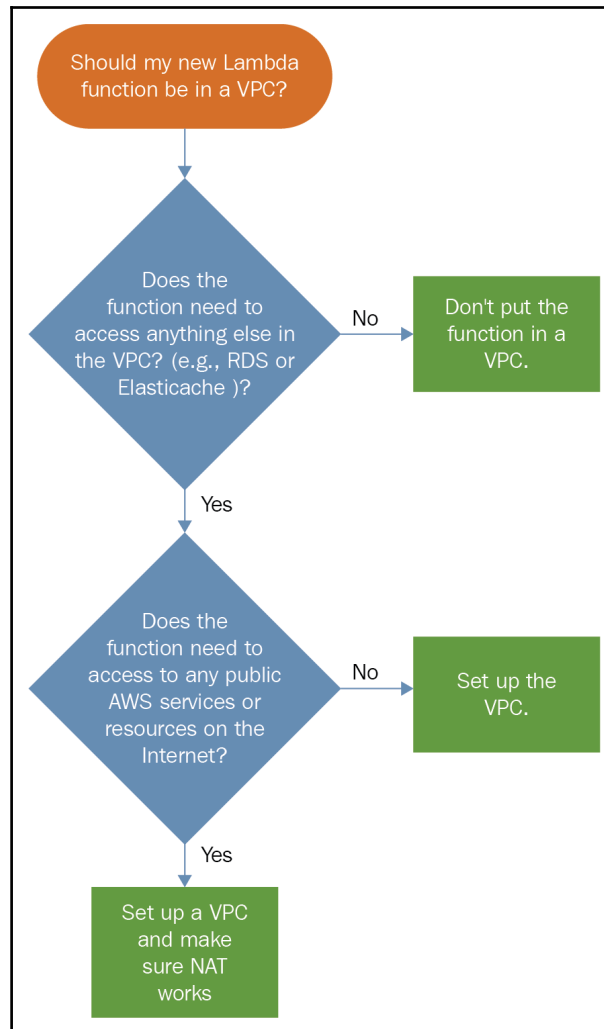 Should my new Lambda
function be in a VPC?
Does the
function need to
access anything else in
the VPC? (e.g., RDS or
Elasticache )?
No
Don't put the
function in a
VPC.
Yes
Does the
function need to
access to any public
AWS services or
resources on the
Internet?
No
Set up the
VPC.
Yes
Set up a VPC
and make
sure NAT
works